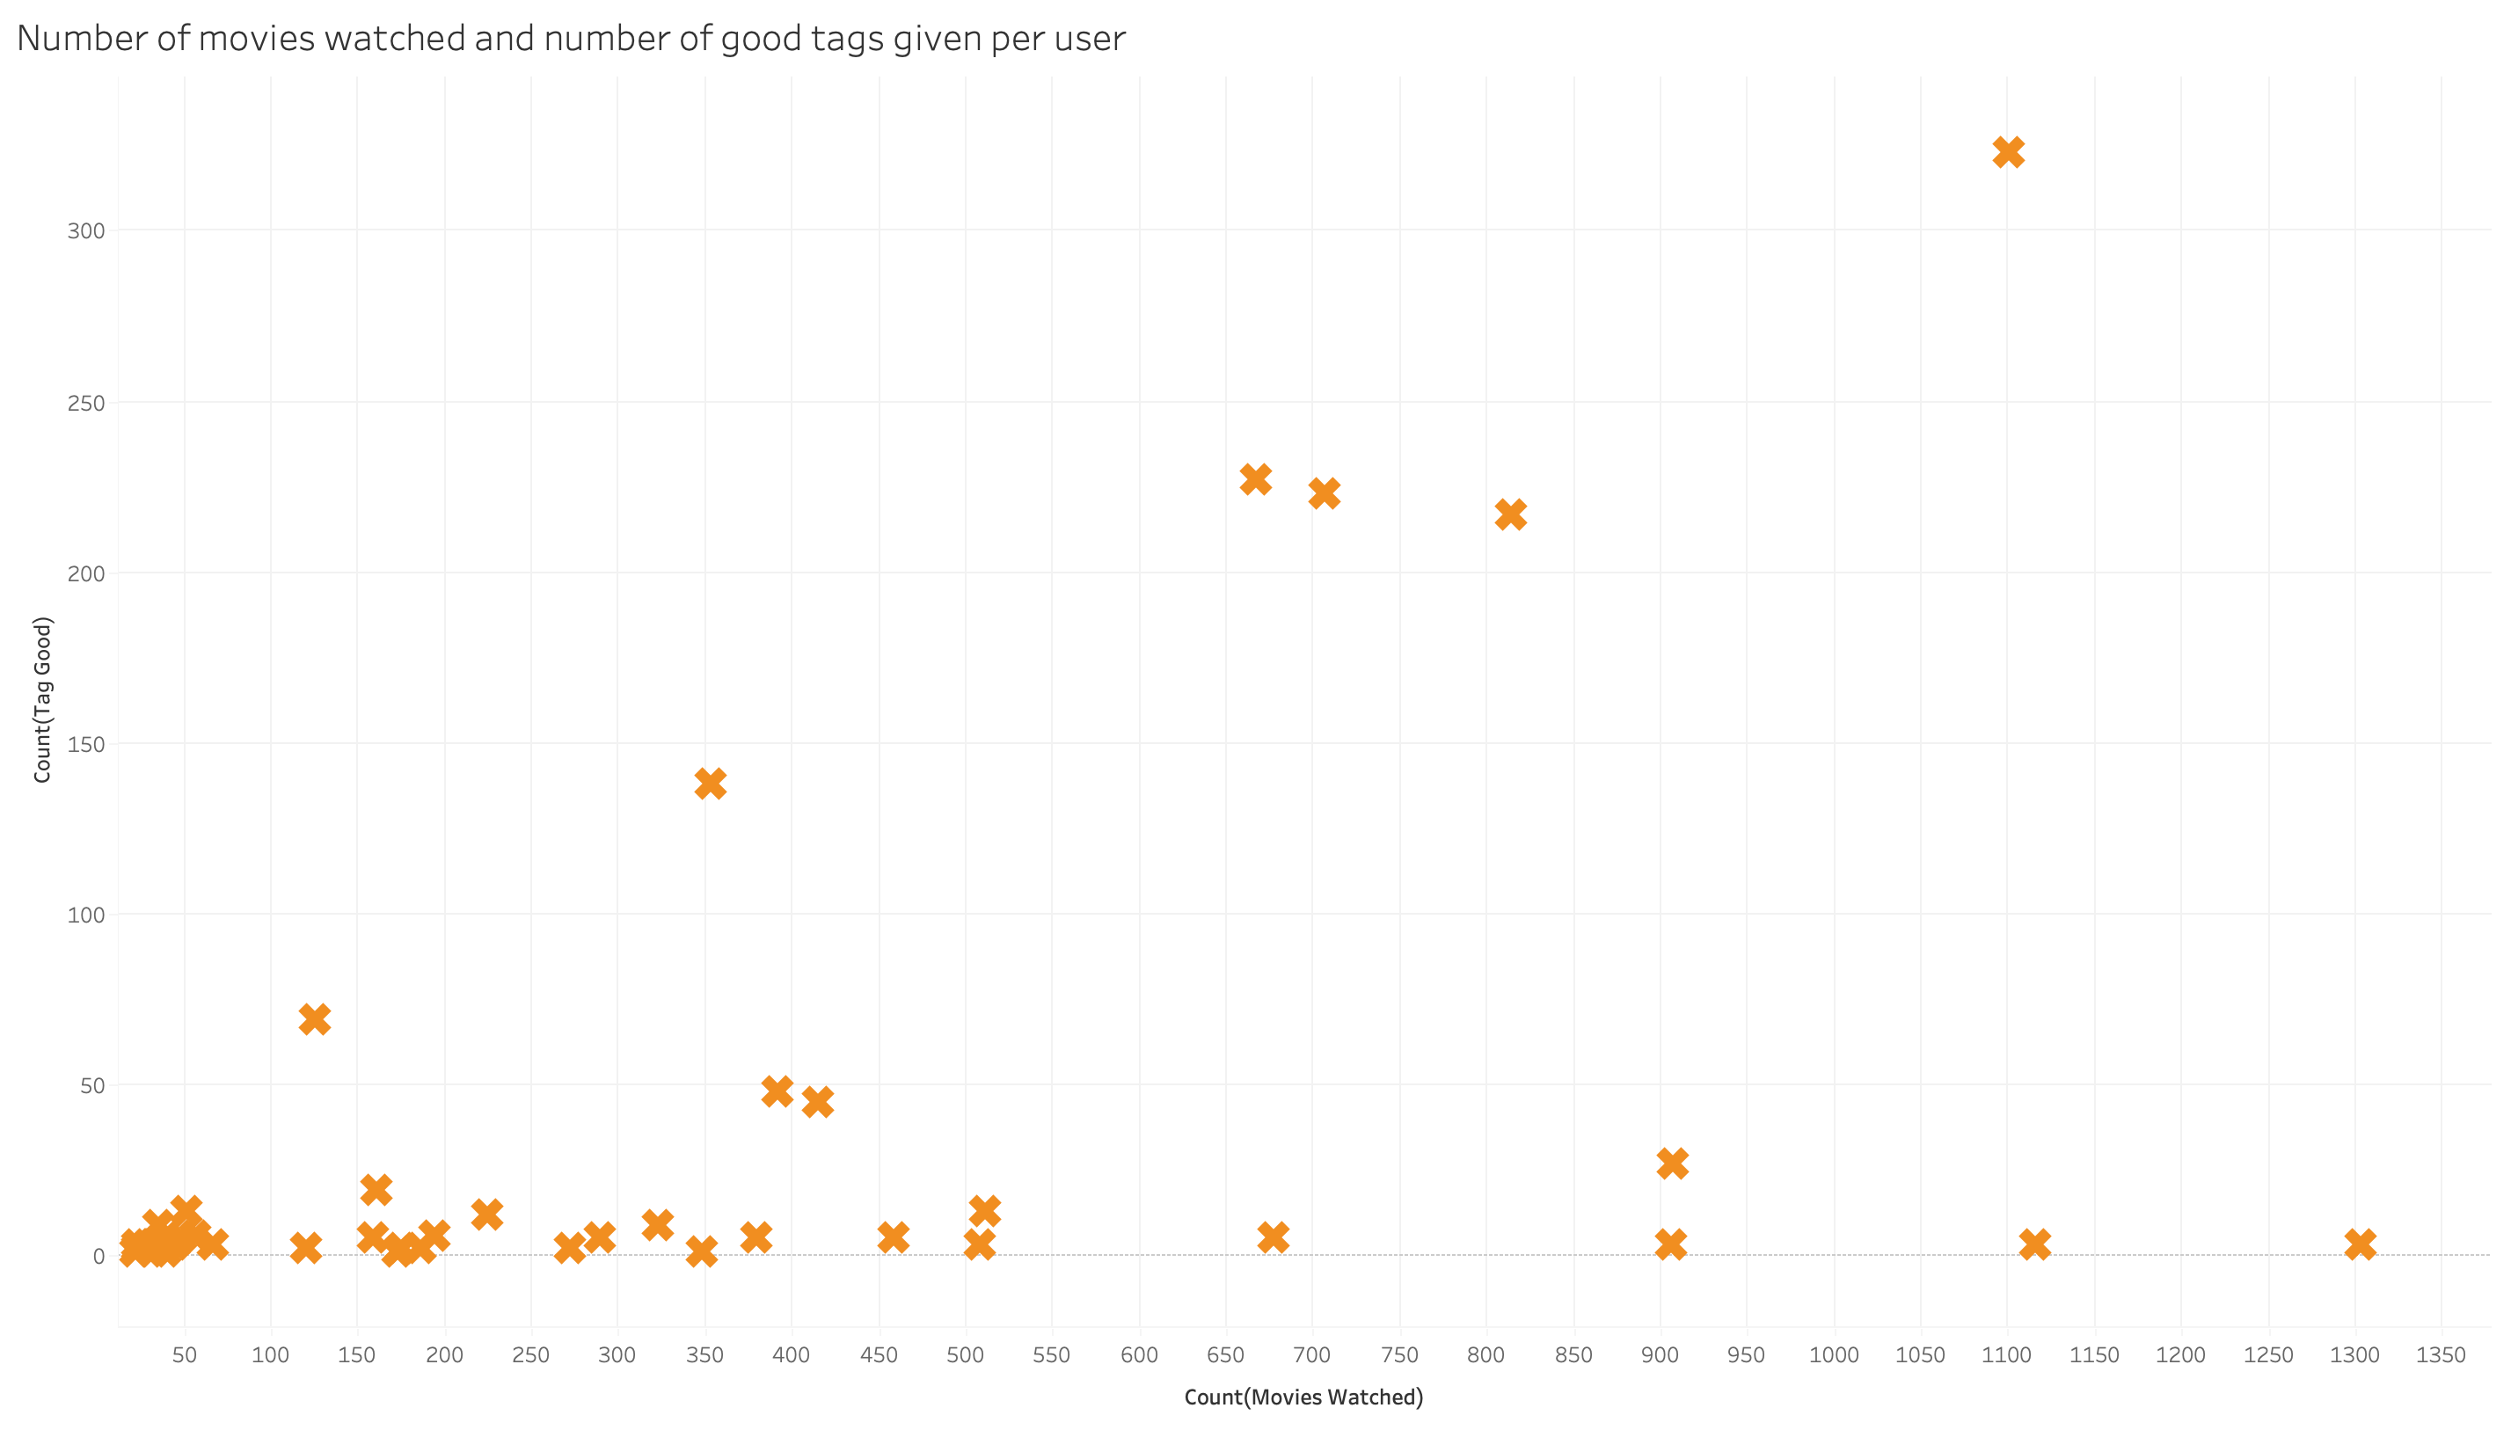 Number of movies watched and number of good tags given per user
300
250
200
150
100
50
0
Count(Tag Good)
50 100 150 200 250 300 350 400 450 500 550 600 650 700 750 800 850 900 950 1000 1050 1100 1150 1200 1250 1300 1350
Count(Movies Watched)